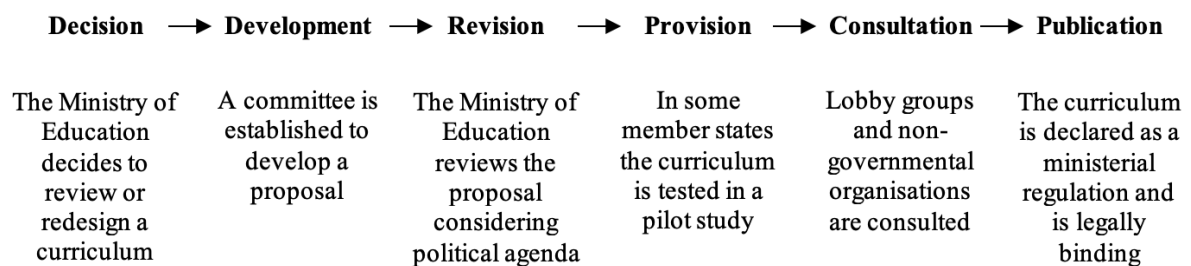 Decision → Development → Revision → Provision → Consultation → Publication
The Ministry of
Education
decides to
review or
redesign a
curriculum
A committee is
established to
develop a
proposal
The Ministry of
Education
reviews the
proposal
considering
political agenda
In some
member states
the curriculum
is tested in a
pilot study
Lobby groups
and non-
governmental
organisations
are consulted
The curriculum
is declared as a
ministerial
regulation and
is legally
binding